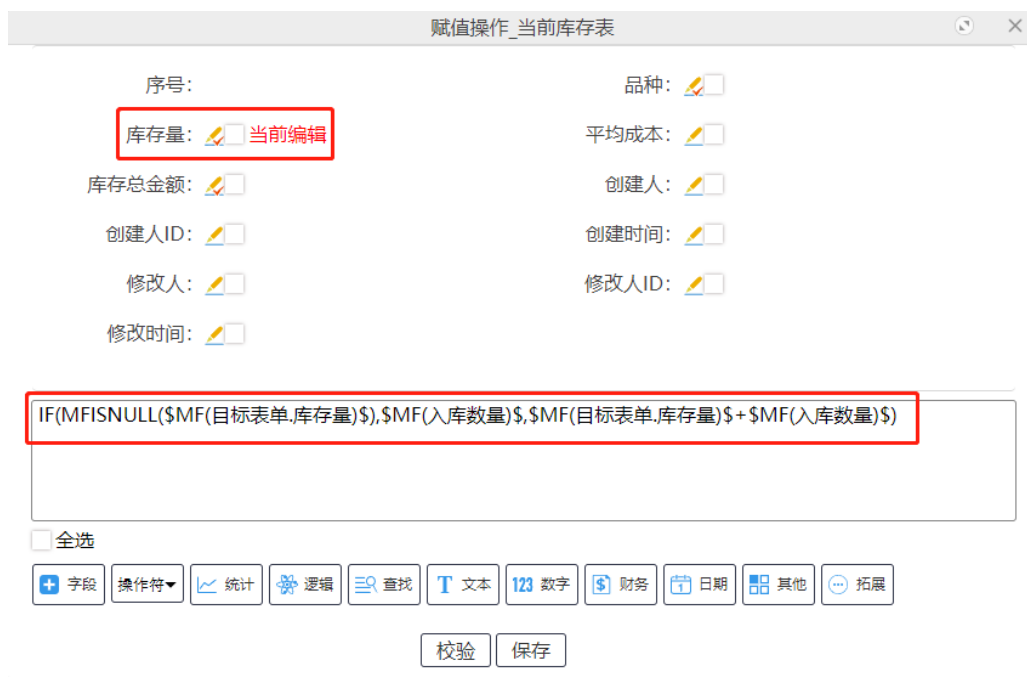 赋值操作_当前库存表
序号： 品种：
库存量： 当前编辑 平均成本：
库存总金额： 创建人：
创建人ID： 创建时间：
修改人： 修改人ID：
修改时间：
IF(MFISNULL($MF(目标表单.库存量)$),$MF(入库数量)$,$MF(目标表单.库存量)$+$MF(入库数量)$)
全选
字段 操作符 统计 逻辑 查找 T 文本 123 数字 $ 财务 1 日期 其他 拓展
校验 保存